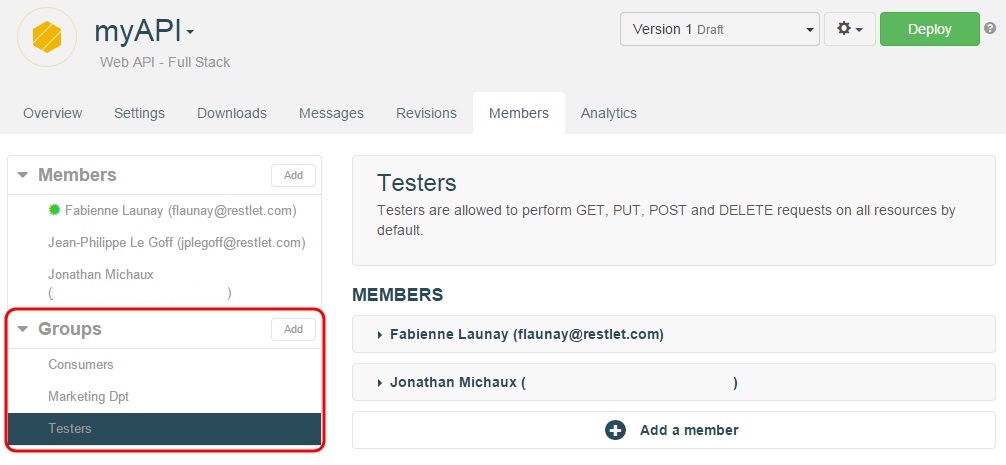 myAPI
Web API - Full Stack
Version 1 Draft
Deploy
?
Overview
Settings
Downloads
Messages
Revisions
Members
Analytics
Members
Add
Fabienne Launay (flaunay@restlet.com)
Jean-Philippe Le Goff (jplegoff@restlet.com)
Jonathan Michaux
( )
Groups
Add
Consumers
Marketing Dpt
Testers
Testers
Testers are allowed to perform GET, PUT, POST and DELETE requests on all resources by
default.
MEMBERS
Fabienne Launay (flaunay@restlet.com)
Jonathan Michaux ( )
Add a member